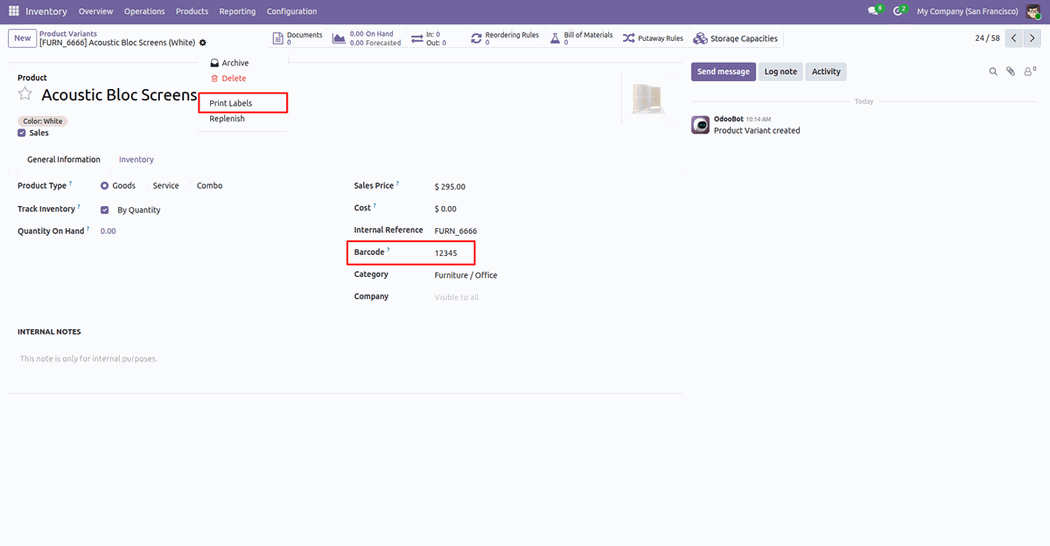 Inventory Overview Operations Products Reporting Configuration 8 2 My Company (San Francisco)
New Product Variants
[FURN_6666] Acoustic Bloc Screens (White)
Documents 0
0.00 On Hand
0.00 Forecasted
In: 0
Out: 0
Reordering Rules 0
Bill of Materials 0
Putaway Rules
Storage Capacities
24 / 58
Archive
Delete
Print Labels
Replenish
Send message Log note Activity
0
Product
Acoustic Bloc Screens
Color: White
Sales
Today
OdooBot 10:14 AM
Product Variant created
General Information Inventory
Product Type ? Goods Service Combo
Track Inventory ? By Quantity
Quantity On Hand ? 0.00
Sales Price ? $ 295.00
Cost ? $ 0.00
Internal Reference FURN_6666
Barcode ? 12345
Category Furniture / Office
Company Visible to all
INTERNAL NOTES
This note is only for internal purposes.